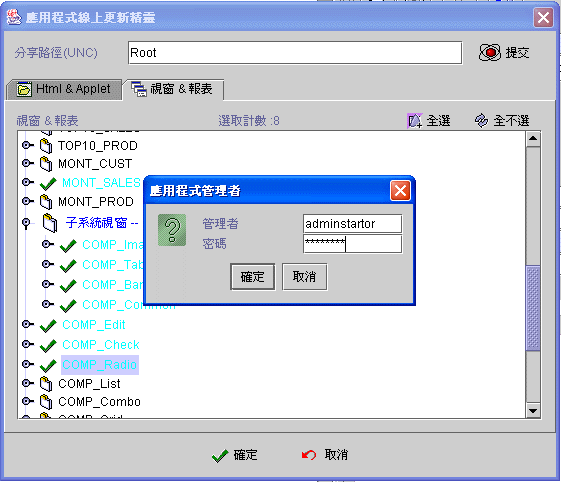 應用程式線上更新精靈
分享路徑(UNC) Root 提交
Html & Applet 視窗 & 報表
視窗 & 報表 選取計數 :8 全選 全不選
TOP10_PROD
MONT_CUST
MONT_SALES
MONT_PROD
子系統視窗 --
COMP_Ima
COMP_Tab
COMP_Bar
COMP_Common
COMP_Edit
COMP_Check
COMP_Radio
COMP_List
COMP_Combo
應用程式管理者
管理者 adminstartor
密碼 ********
確定 取消
確定 取消